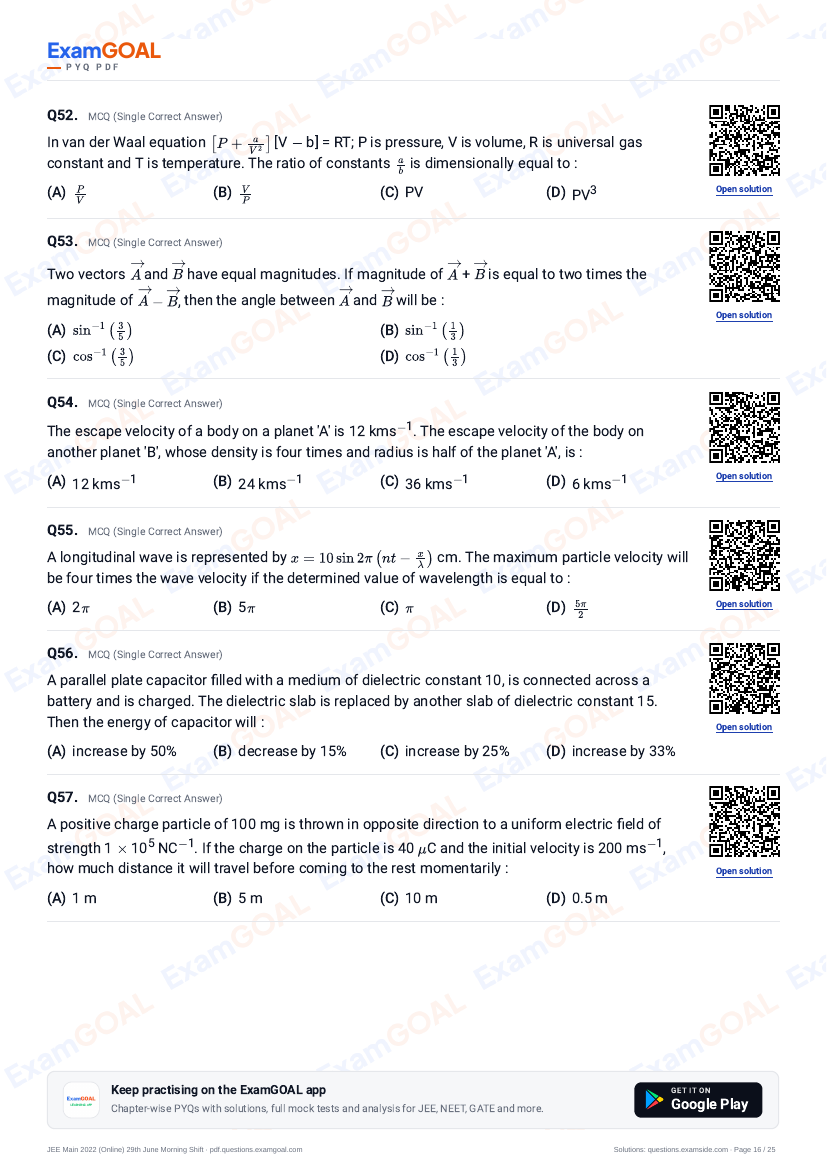 ExamGOAL
PYQ PDF
Q52. MCQ (Single Correct Answer)
In van der Waal equation [P + a/V²] [V − b] = RT; P is pressure, V is volume, R is universal gas
constant and T is temperature. The ratio of constants a/b is dimensionally equal to :
(A) P/V (B) V/P (C) PV (D) PV³
Open solution
Q53. MCQ (Single Correct Answer)
Two vectors A⃗ and B⃗ have equal magnitudes. If magnitude of A⃗ + B⃗ is equal to two times the
magnitude of A⃗ − B⃗, then the angle between A⃗ and B⃗ will be :
(A) sin⁻¹ (3/5) (B) sin⁻¹ (1/3)
(C) cos⁻¹ (3/5) (D) cos⁻¹ (1/3)
Open solution
Q54. MCQ (Single Correct Answer)
The escape velocity of a body on a planet 'A' is 12 kms⁻¹. The escape velocity of the body on
another planet 'B', whose density is four times and radius is half of the planet 'A', is :
(A) 12 kms⁻¹ (B) 24 kms⁻¹ (C) 36 kms⁻¹ (D) 6 kms⁻¹
Open solution
Q55. MCQ (Single Correct Answer)
A longitudinal wave is represented by x = 10 sin 2π (nt − x/λ) cm. The maximum particle velocity will
be four times the wave velocity if the determined value of wavelength is equal to :
(A) 2π (B) 5π (C) π (D) 5π/2
Open solution
Q56. MCQ (Single Correct Answer)
A parallel plate capacitor filled with a medium of dielectric constant 10, is connected across a
battery and is charged. The dielectric slab is replaced by another slab of dielectric constant 15.
Then the energy of capacitor will :
(A) increase by 50% (B) decrease by 15% (C) increase by 25% (D) increase by 33%
Open solution
Q57. MCQ (Single Correct Answer)
A positive charge particle of 100 mg is thrown in opposite direction to a uniform electric field of
strength 1 × 10⁵ NC⁻¹. If the charge on the particle is 40 μC and the initial velocity is 200 ms⁻¹,
how much distance it will travel before coming to the rest momentarily :
(A) 1 m (B) 5 m (C) 10 m (D) 0.5 m
Open solution
ExamGOAL
Keep practising on the ExamGOAL app
Chapter-wise PYQs with solutions, full mock tests and analysis for JEE, NEET, GATE and more.
GET IT ON
Google Play
JEE Main 2022 (Online) 29th June Morning Shift · pdf.questions.examgoal.com
Solutions: questions.examside.com · Page 16 / 25